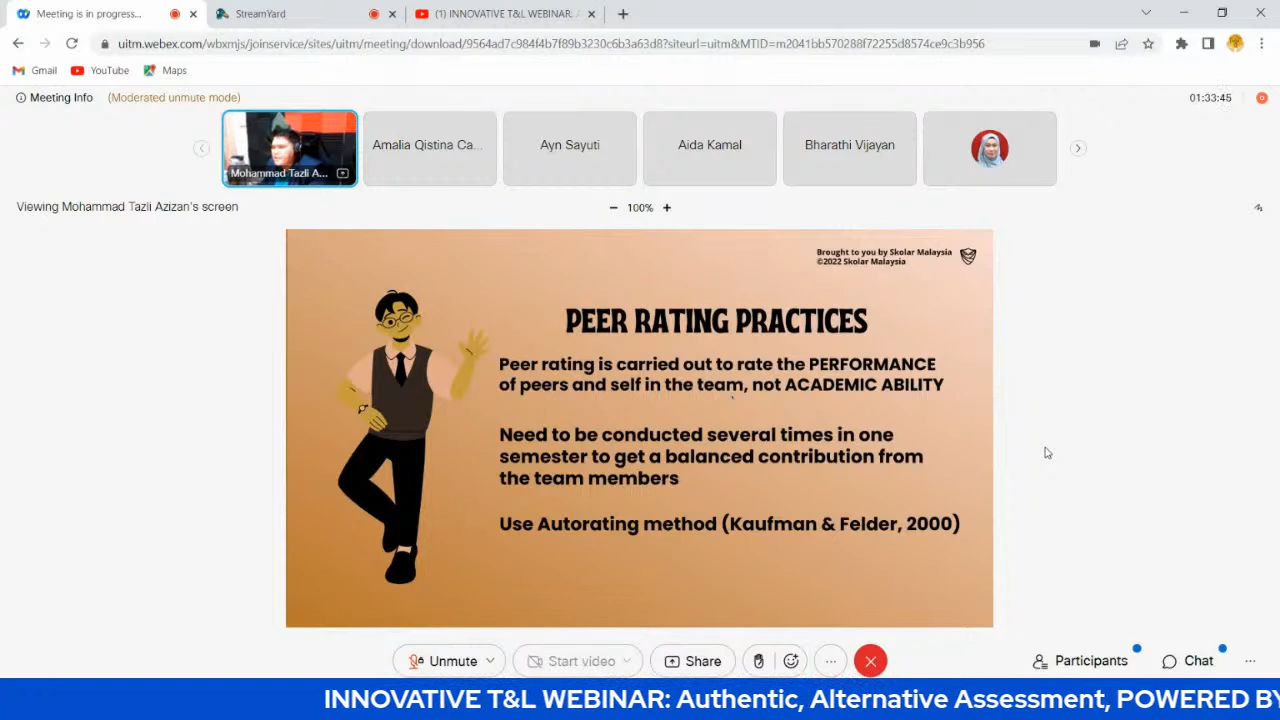 Meeting is in progress...
StreamYard
(1) INNOVATIVE T&L WEBINAR: A
uitm.webex.com/wbxmjs/joinservice/sites/uitm/meeting/download/9564ad7c984f4b7f89b3230c6b3a63d8?siteurl=uitm&MTID=m2041bb570288f72255d8574ce9c3b956
Gmail
YouTube
Maps
Meeting Info
(Moderated unmute mode)
01:33:45
Mohammad Tazli A...
Amalia Qistina Ca...
Ayn Sayuti
Aida Kamal
Bharathi Vijayan
Viewing Mohammad Tazli Azizan's screen
100%
Brought to you by Skolar Malaysia
©2022 Skolar Malaysia
PEER RATING PRACTICES
Peer rating is carried out to rate the PERFORMANCE
of peers and self in the team, not ACADEMIC ABILITY
Need to be conducted several times in one
semester to get a balanced contribution from
the team members
Use Autorating method (Kaufman & Felder, 2000)
Unmute
Start video
Share
Participants
Chat
INNOVATIVE T&L WEBINAR: Authentic, Alternative Assessment, POWERED BY